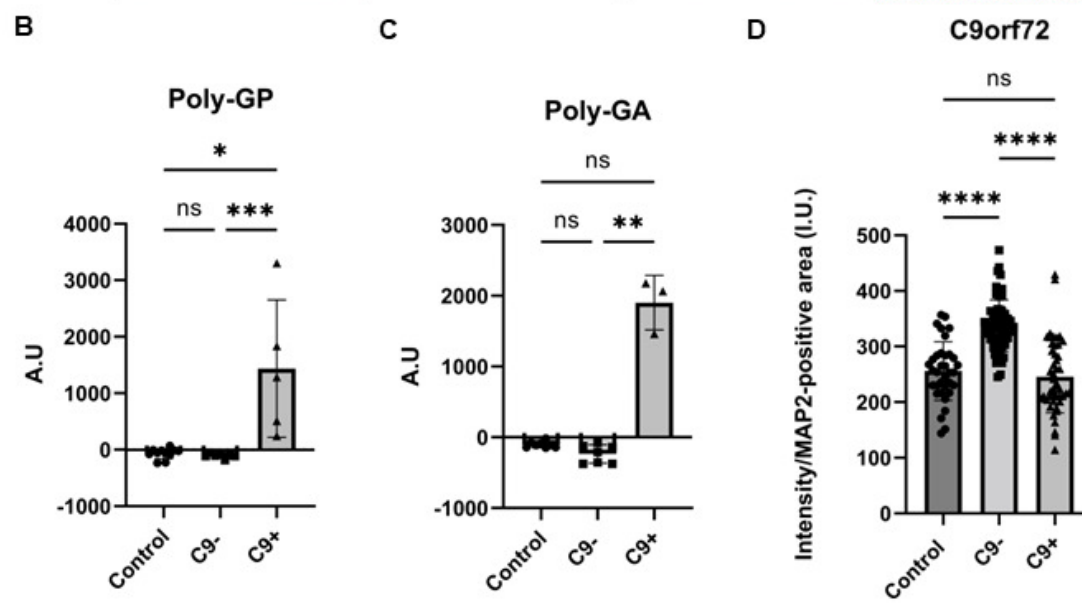 B
Poly-GP
*
ns
***
4000
3000
2000
1000
0
-1000
A.U
Control
C9-
C9+
C
Poly-GA
ns
ns
**
3000
2000
1000
0
-1000
A.U
Control
C9-
C9+
D
C9orf72
ns
****
****
500
400
300
200
100
0
Intensity/MAP2-positive area (I.U.)
Control
C9-
C9+